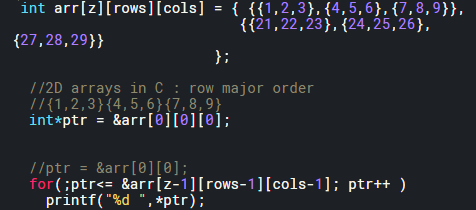 int arr[z][rows][cols] = { {{1,2,3},{4,5,6},{7,8,9}},
{{21,22,23},{24,25,26},
{27,28,29}}
};
//2D arrays in C : row major order
//{1,2,3}{4,5,6}{7,8,9}
int*ptr = &arr[0][0][0];
//ptr = &arr[0][0];
for(;ptr<= &arr[z-1][rows-1][cols-1]; ptr++ )
printf("%d ",*ptr);